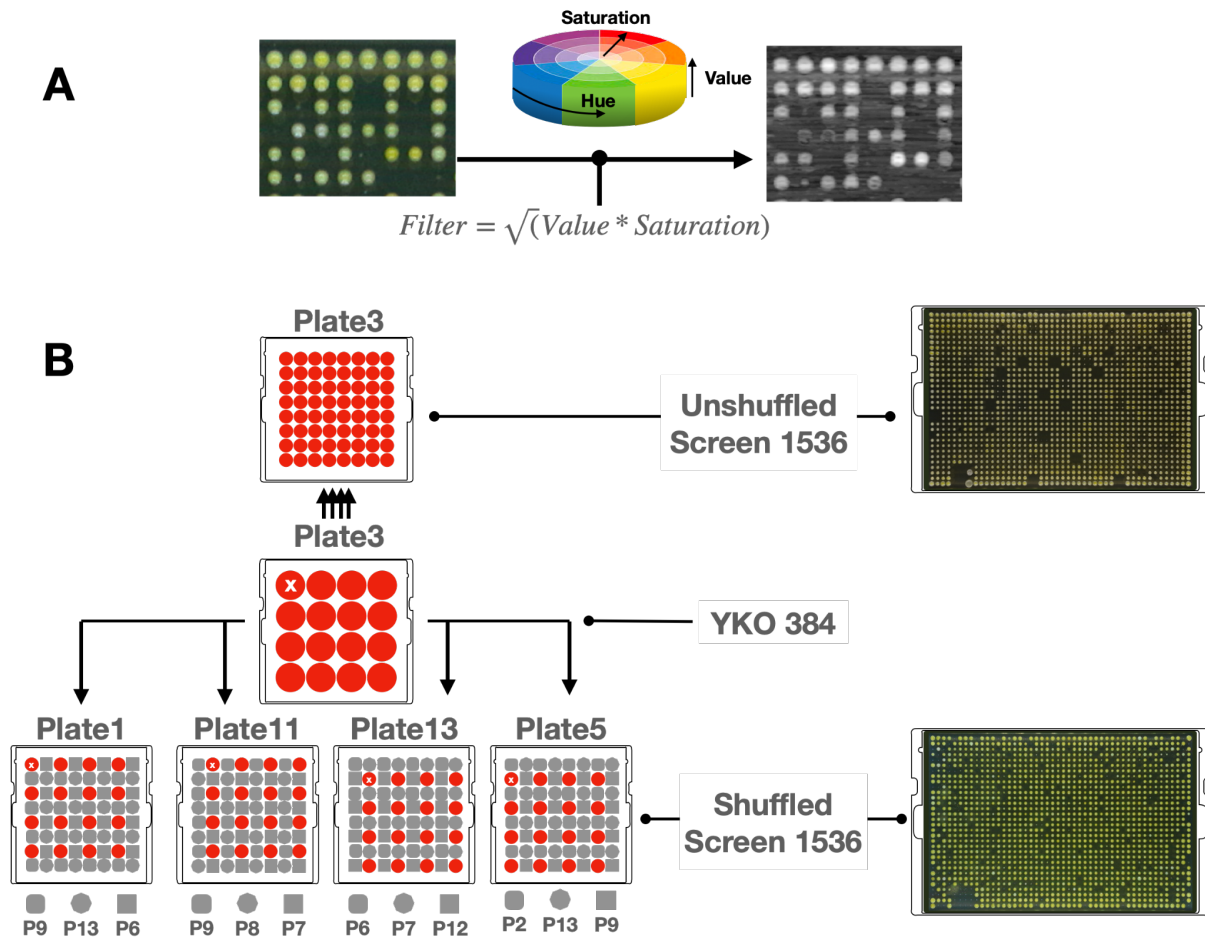 A
Saturation
Value
Hue
Filter = √(Value * Saturation)
B
Plate3
Unshuffled
Screen 1536
Plate3
x
YKO 384
Plate1
Plate11
Plate13
Plate5
x
x
x
x
Shuffled
Screen 1536
P9 P13 P6
P9 P8 P7
P6 P7 P12
P2 P13 P9